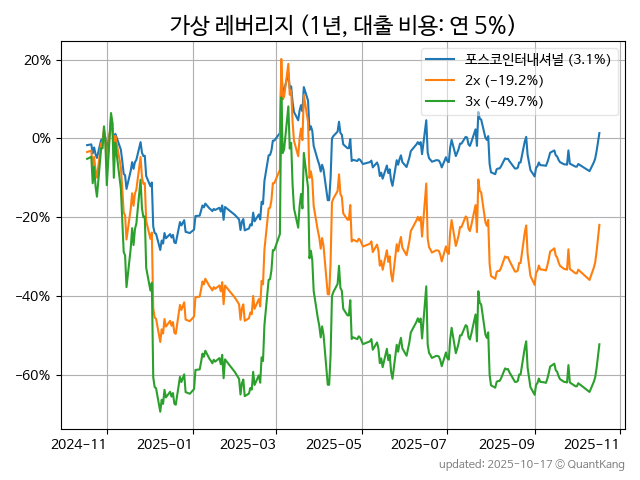 가상 레버리지 (1년, 대출 비용: 연 5%)
포스코인터내셔널 (3.1%)
2x (−19.2%)
3x (−49.7%)
20%
0%
−20%
−40%
−60%
2024-11 2025-01 2025-03 2025-05 2025-07 2025-09 2025-11
updated: 2025-10-17 © QuantKang